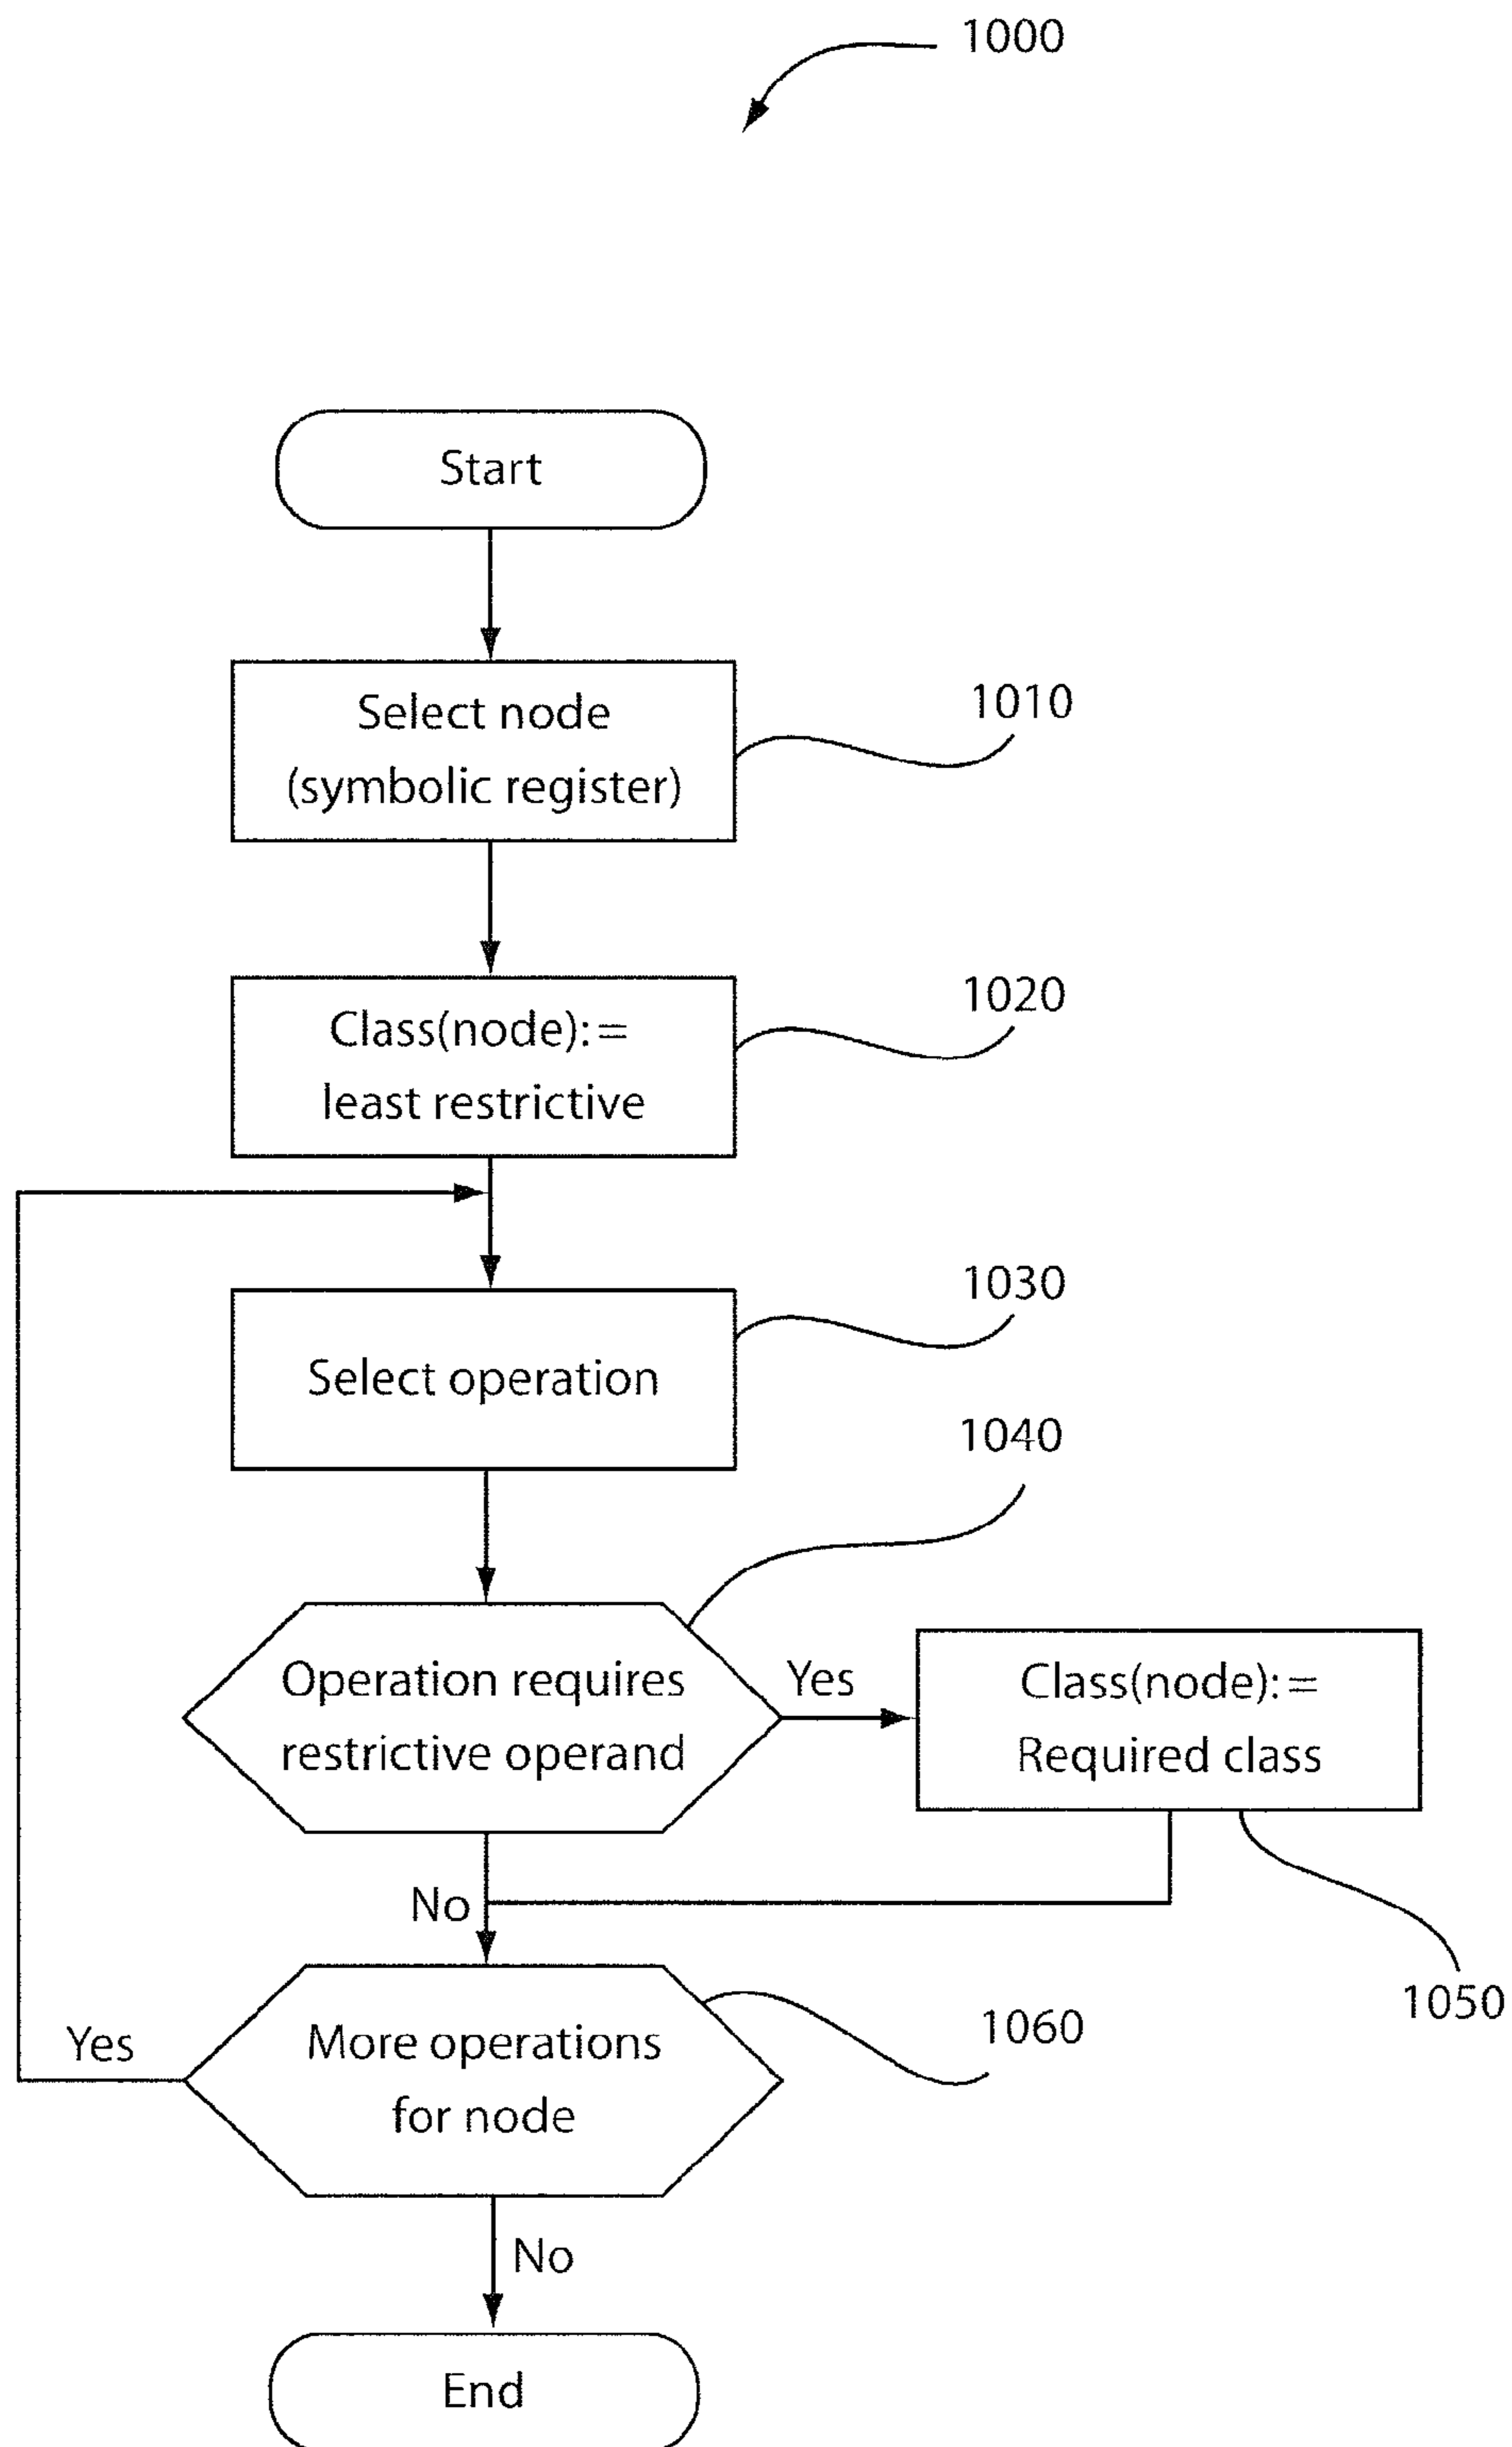 1000
Start
Select node
(symbolic register)
1010
Class(node):=
least restrictive
1020
Select operation
1030
1040
Operation requires
restrictive operand
Yes
Class(node):=
Required class
No
1050
More operations
for node
1060
Yes
No
End